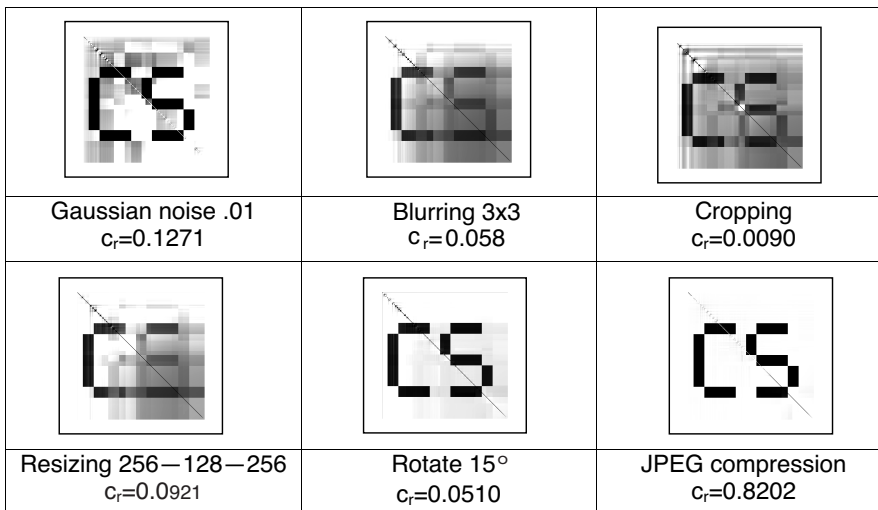 CS
CS
CS
Gaussian noise .01
Blurring 3x3
Cropping
cᵣ=0.1271
cᵣ=0.058
cᵣ=0.0090
CS
CS
CS
Resizing 256—128—256
Rotate 15°
JPEG compression
cᵣ=0.0921
cᵣ=0.0510
cᵣ=0.8202